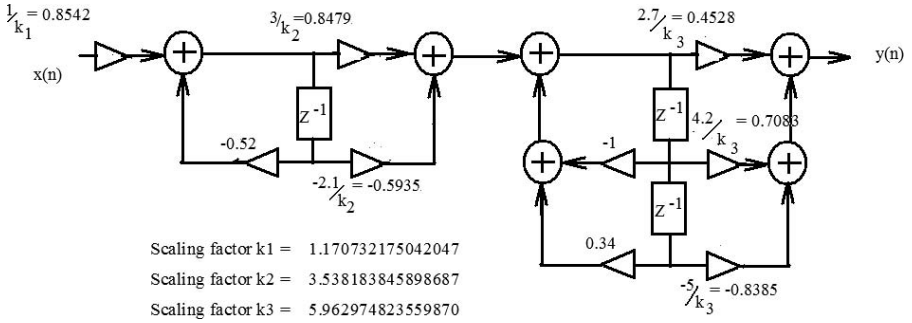 1/k1 = 0.8542
3/k2 =0.8479
2.7/k3 = 0.4528
+
+
+
+
x(n)
y(n)
Z-1
Z-1
4.2/k3 = 0.7083
-0.52
-1
+
+
-2.1/k2 = -0.5935
Z-1
0.34
-5/k3 = -0.8385
Scaling factor k1 = 1.170732175042047
Scaling factor k2 = 3.538183845898687
Scaling factor k3 = 5.962974823559870